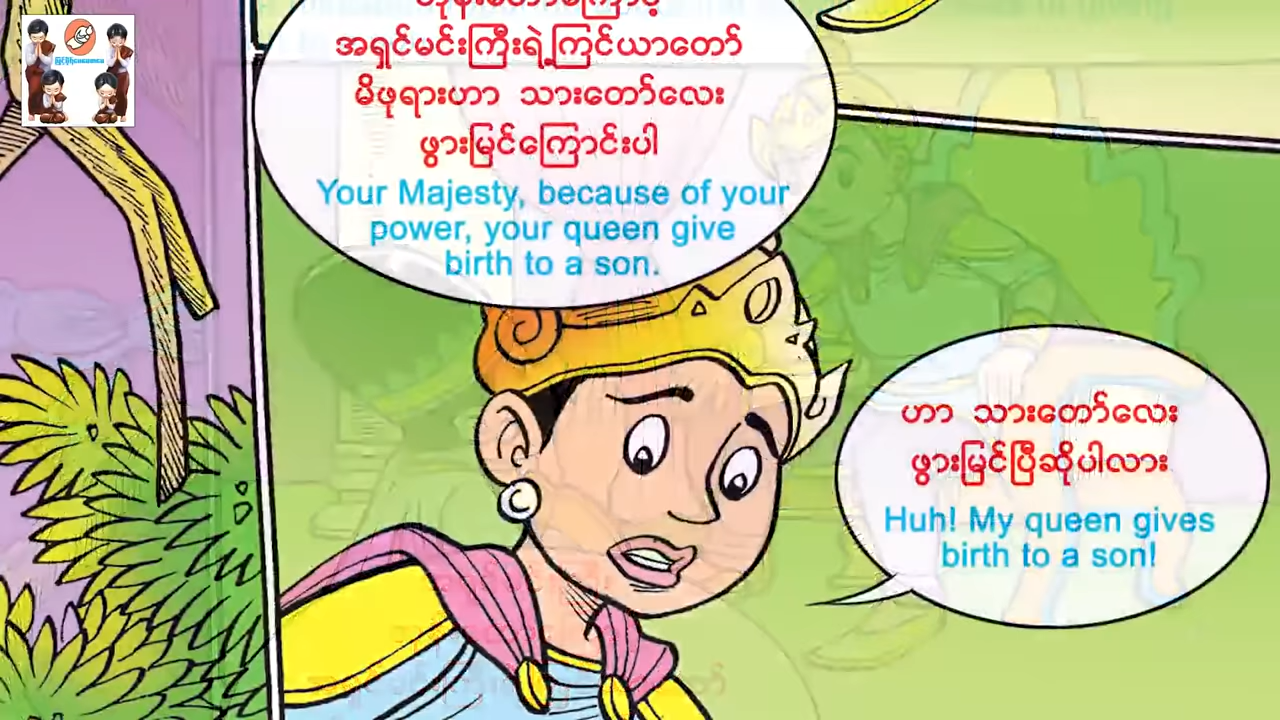 အရှင်မင်းကြီးရဲ့ကြင်ယာတော်
မိဖုရားဟာ သားတော်လေး
ဖွားမြင်ကြောင်းပါ
Your Majesty, because of your
power, your queen give
birth to a son.
ဟာ သားတော်လေး
ဖွားမြင်ပြီဆိုပါလား
Huh! My queen gives
birth to a son!